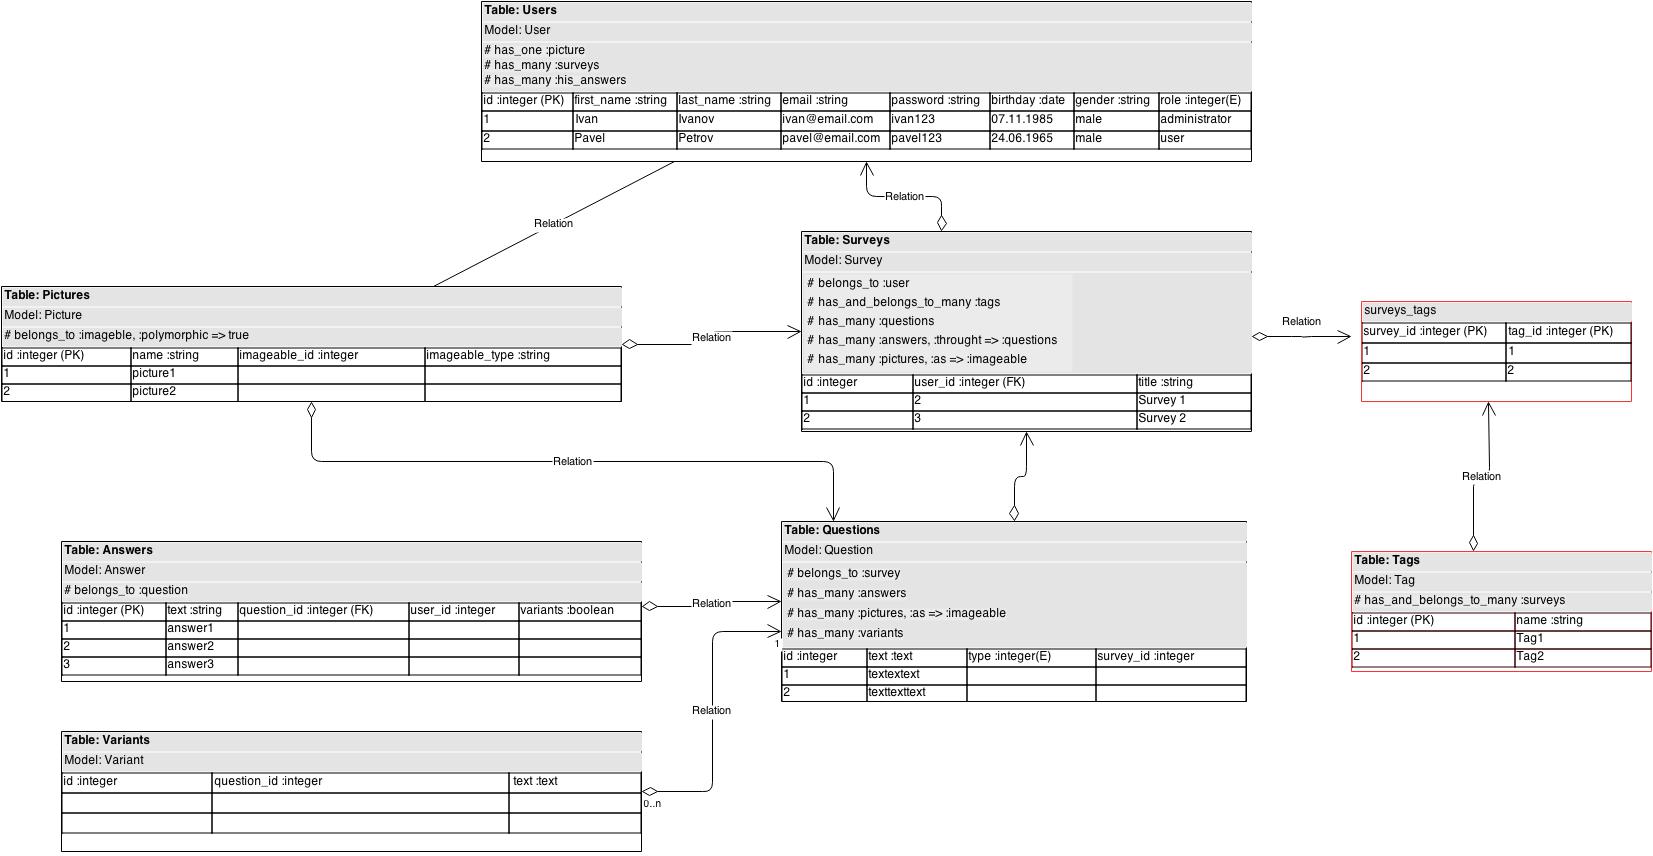 Table: Users
Model: User
# has_one :picture
# has_many :surveys
# has_many :his_answers
id :integer (PK) first_name :string last_name :string email :string password :string birthday :date gender :string role :integer(E)
1 Ivan Ivanov ivan@email.com ivan123 07.11.1985 male administrator
2 Pavel Petrov pavel@email.com pavel123 24.06.1965 male user
Relation
Relation
Table: Surveys
Model: Survey
# belongs_to :user
# has_and_belongs_to_many :tags
# has_many :questions
# has_many :answers, :throught => :questions
# has_many :pictures, :as => :imageable
id :integer user_id :integer (FK) title :string
1 2 Survey 1
2 3 Survey 2
Table: Pictures
Model: Picture
# belongs_to :imageble, :polymorphic => true
id :integer (PK) name :string imageable_id :integer imageable_type :string
1 picture1
2 picture2
Relation
Relation
surveys_tags
survey_id :integer (PK) tag_id :integer (PK)
1 1
2 2
Relation
Relation
Table: Answers
Model: Answer
# belongs_to :question
id :integer (PK) text :string question_id :integer (FK) user_id :integer variants :boolean
1 answer1
2 answer2
3 answer3
Relation
Table: Questions
Model: Question
# belongs_to :survey
# has_many :answers
# has_many :pictures, :as => :imageable
# has_many :variants
1
id :integer text :text type :integer(E) survey_id :integer
1 textextext
2 texttexttext
Table: Tags
Model: Tag
# has_and_belongs_to_many :surveys
id :integer (PK) name :string
1 Tag1
2 Tag2
Relation
Table: Variants
Model: Variant
id :integer question_id :integer text :text
0..n